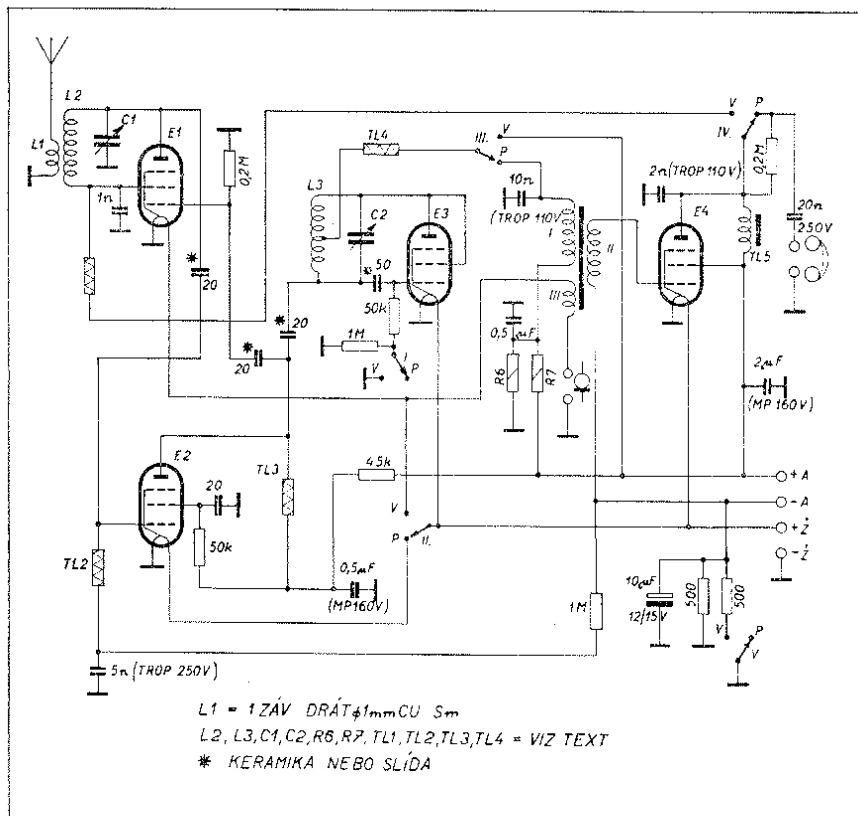 L2
L1
C1
E1
1n
0,2M
* 20
* 20
20 *
L3
C2
TL4
III.
V
P
10n
(TROP 110V)
I
II
III
* 50
50k
E3
1M
I
P
V
0,5 µF
R6
R7
2n (TROP 110V)
E4
V
P
IV.
0,2M
20n
250V
TL5
2µF
(MP 160V)
E2
20
50k
TL3
45k
V
P
II.
0,5µF
(MP160V)
TL2
5n (TROP 250V)
1M
+A
-A
+Ž
-Ž
10µF
12/15V
500
500
V
P
V
L1 = 1 ZÁV DRÁT ϕ1mm CU Sm
L2, L3, C1, C2, R6, R7, TL1, TL2, TL3, TL4 = VIZ TEXT
* KERAMIKA NEBO SLÍDA